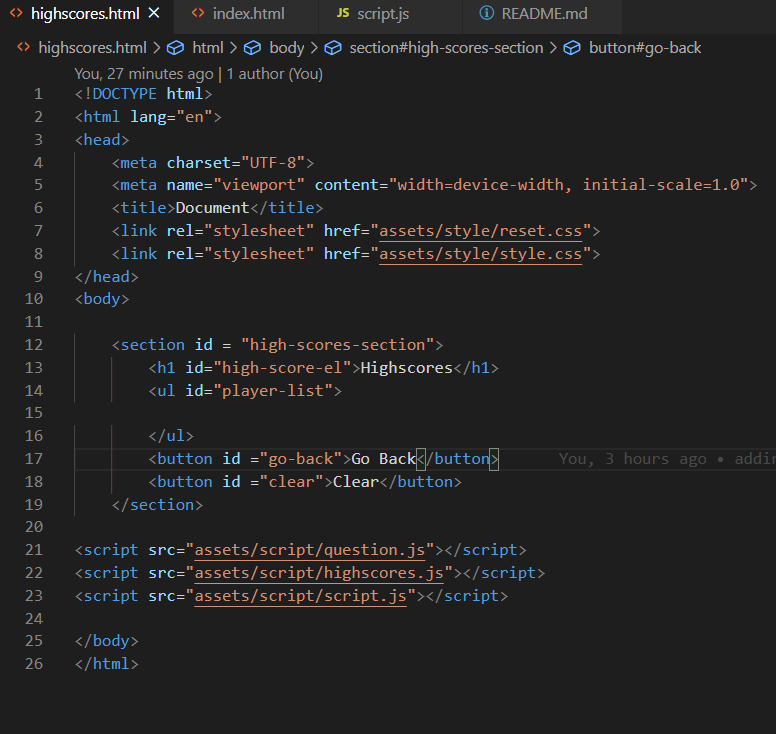 highscores.html index.html JS script.js README.md
highscores.html > html > body > section#high-scores-section > button#go-back
You, 27 minutes ago | 1 author (You)
1 <!DOCTYPE html>
2 <html lang="en">
3 <head>
4 <meta charset="UTF-8">
5 <meta name="viewport" content="width=device-width, initial-scale=1.0">
6 <title>Document</title>
7 <link rel="stylesheet" href="assets/style/reset.css">
8 <link rel="stylesheet" href="assets/style/style.css">
9 </head>
10 <body>
11
12 <section id = "high-scores-section">
13 <h1 id="high-score-el">Highscores</h1>
14 <ul id="player-list">
15
16 </ul>
17 <button id ="go-back">Go Back</button> You, 3 hours ago • addin
18 <button id ="clear">Clear</button>
19 </section>
20
21 <script src="assets/script/question.js"></script>
22 <script src="assets/script/highscores.js"></script>
23 <script src="assets/script/script.js"></script>
24
25 </body>
26 </html>